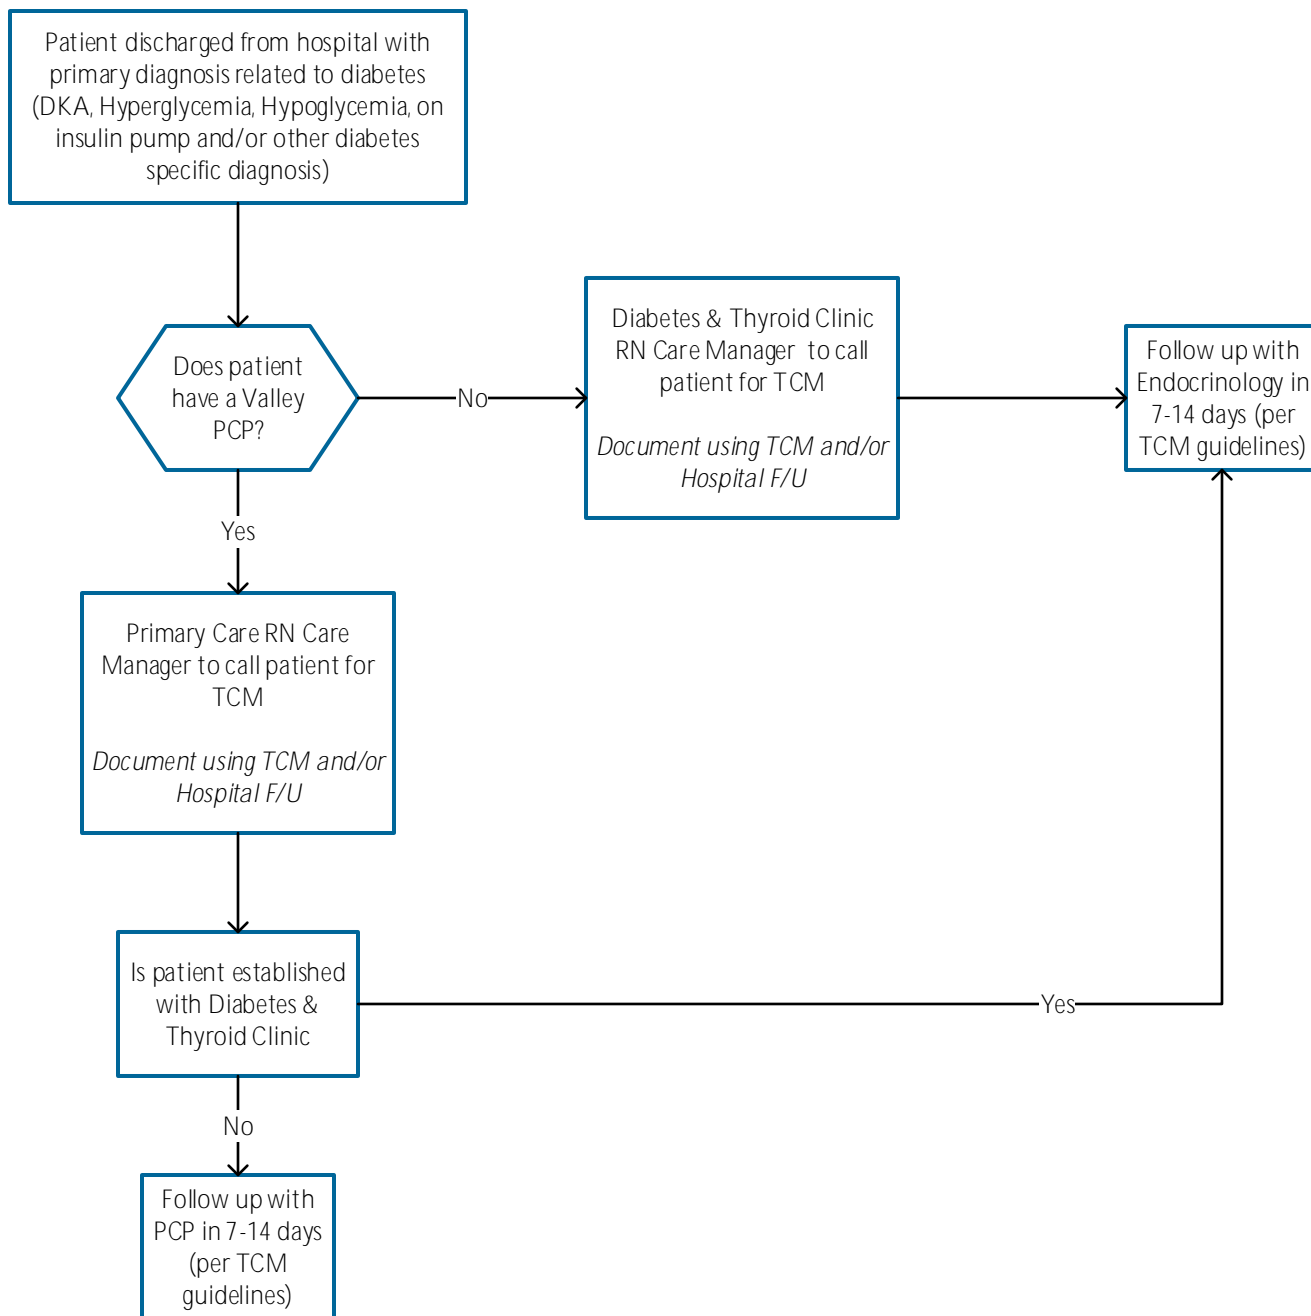 Patient discharged from hospital with
primary diagnosis related to diabetes
(DKA, Hyperglycemia, Hypoglycemia, on
insulin pump and/or other diabetes
specific diagnosis)
Does patient
have a Valley
PCP?
No
Diabetes & Thyroid Clinic
RN Care Manager to call
patient for TCM
Document using TCM and/or
Hospital F/U
Follow up with
Endocrinology in
7-14 days (per
TCM guidelines)
Yes
Primary Care RN Care
Manager to call patient for
TCM
Document using TCM and/or
Hospital F/U
Is patient established
with Diabetes &
Thyroid Clinic
Yes
No
Follow up with
PCP in 7-14 days
(per TCM
guidelines)